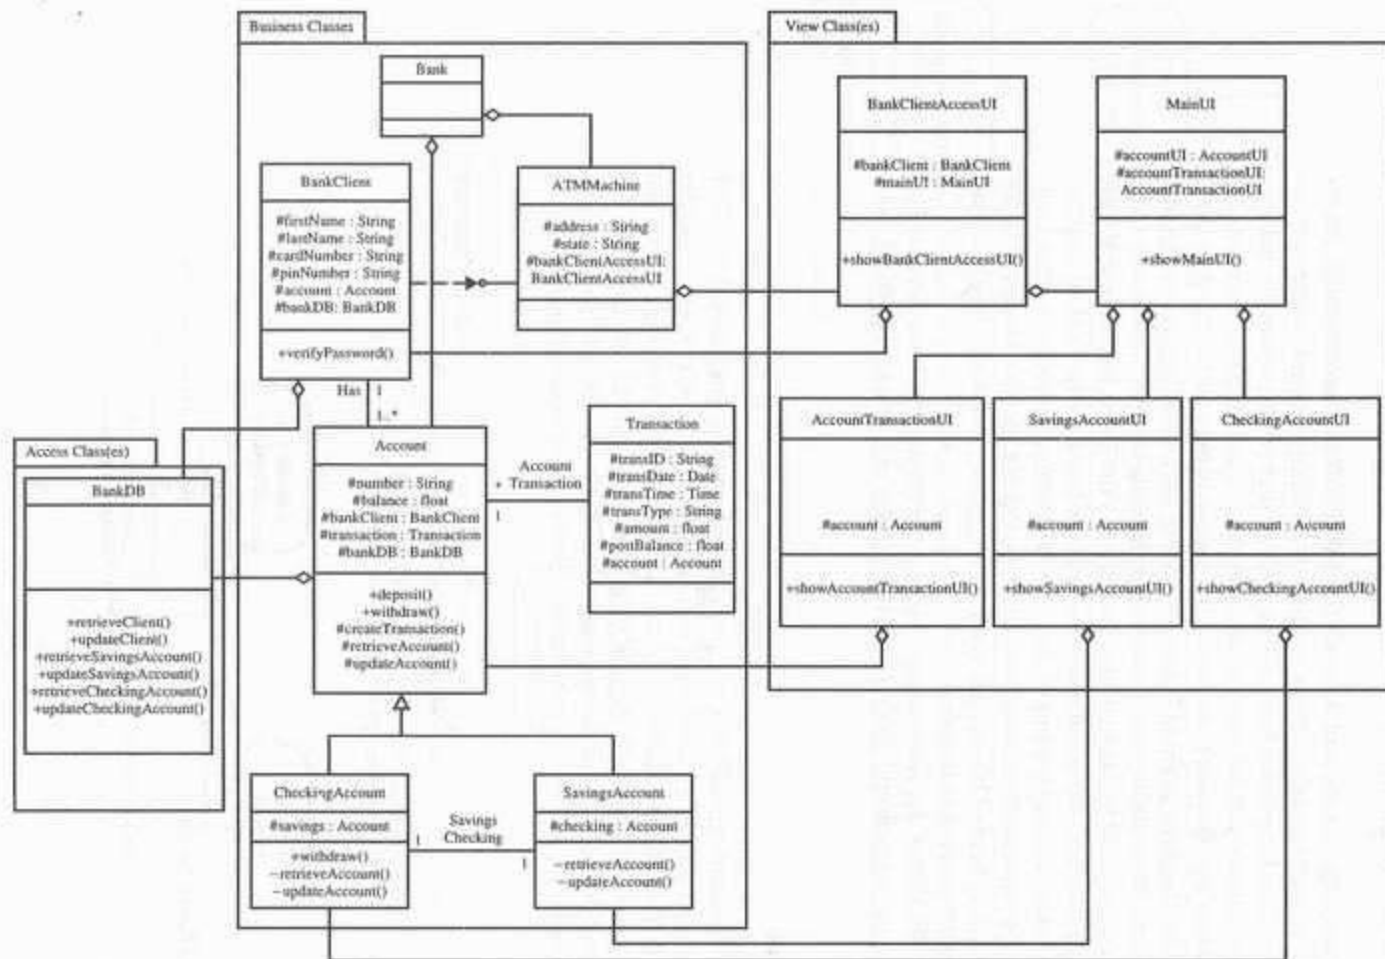 Business Classes
Bank
BankClient
#firstName : String
#lastName : String
#cardNumber : String
#pinNumber : String
#account : Account
#bankDB: BankDB
+verifyPassword()
ATMMachine
#address : String
#state : String
#bankClientAccessUI:
BankClientAccessUI
Has
1
1..*
Account
#number : String
#balance : float
#bankClient : BankClient
#transaction : Transaction
#bankDB : BankDB
+deposit()
+withdraw()
#createTransaction()
#retrieveAccount()
#updateAccount()
Account
+ Transaction
1
Transaction
#transID : String
#transDate : Date
#transTime : Time
#transType : String
#amount : float
#postBalance : float
#account : Account
CheckingAccount
#savings : Account
+withdraw()
−retrieveAccount()
−updateAccount()
Savings
Checking
1
1
SavingsAccount
#checking : Account
−retrieveAccount()
−updateAccount()
Access Class(es)
BankDB
+retrieveClient()
+updateClient()
+retrieveSavingsAccount()
+updateSavingsAccount()
+retrieveCheckingAccount()
+updateCheckingAccount()
View Class(es)
BankClientAccessUI
#bankClient : BankClient
#mainUI : MainUI
+showBankClientAccessUI()
MainUI
#accountUI : AccountUI
#accountTransactionUI:
AccountTransactionUI
+showMainUI()
AccountTransactionUI
#account : Account
+showAccountTransactionUI()
SavingsAccountUI
#account : Account
+showSavingsAccountUI()
CheckingAccountUI
#account : Account
+showCheckingAccountUI()